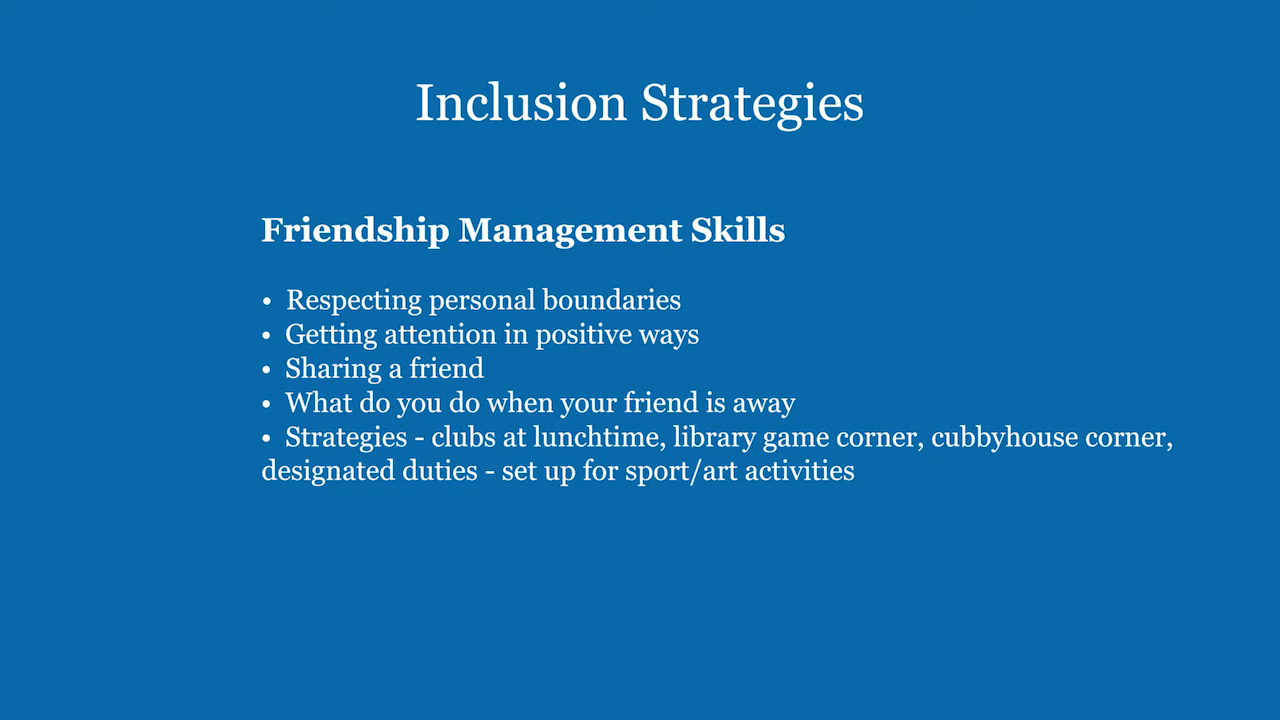 Inclusion Strategies
Friendship Management Skills
• Respecting personal boundaries
• Getting attention in positive ways
• Sharing a friend
• What do you do when your friend is away
• Strategies - clubs at lunchtime, library game corner, cubbyhouse corner,
designated duties - set up for sport/art activities